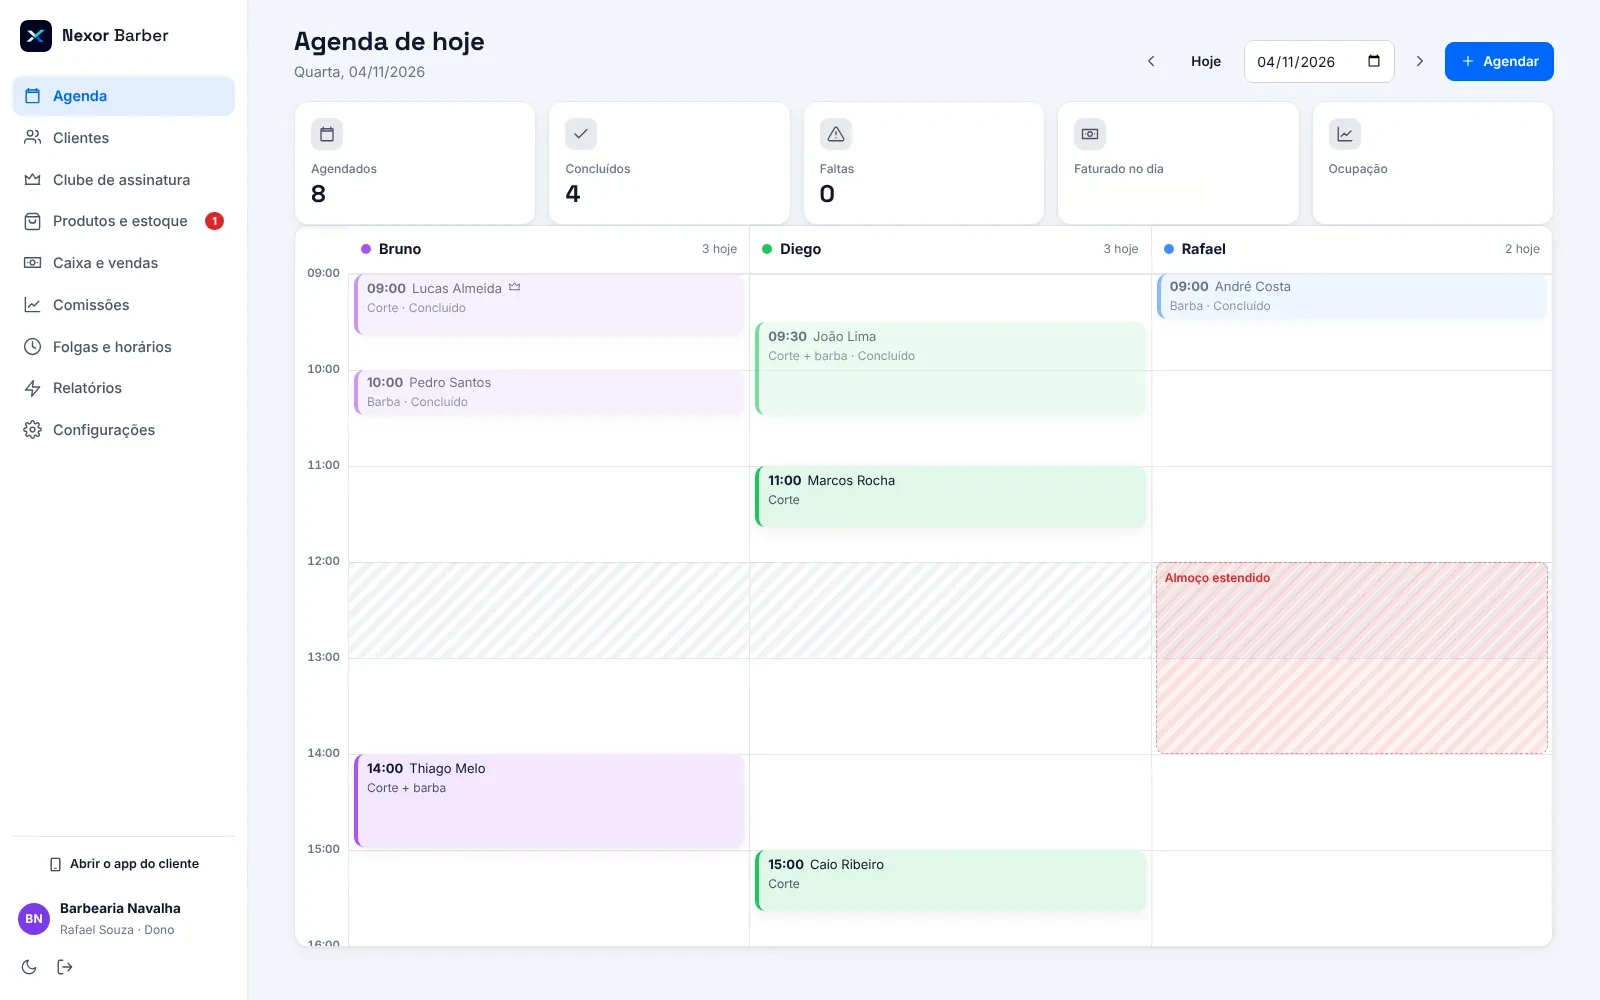 Nexor Barber
Agenda
Clientes
Clube de assinatura
Produtos e estoque 1
Caixa e vendas
Comissões
Folgas e horários
Relatórios
Configurações
Abrir o app do cliente
BN
Barbearia Navalha
Rafael Souza · Dono
Agenda de hoje
Quarta, 04/11/2026
Hoje
04/11/2026
Agendar
Agendados
8
Concluídos
4
Faltas
0
Faturado no dia
Ocupação
Bruno 3 hoje
Diego 3 hoje
Rafael 2 hoje
09:00
09:00 Lucas Almeida
Corte · Concluído
09:00 André Costa
Barba · Concluído
09:30 João Lima
Corte + barba · Concluído
10:00
10:00 Pedro Santos
Barba · Concluído
11:00
11:00 Marcos Rocha
Corte
12:00
Almoço estendido
13:00
14:00
14:00 Thiago Melo
Corte + barba
15:00
15:00 Caio Ribeiro
Corte
16:00